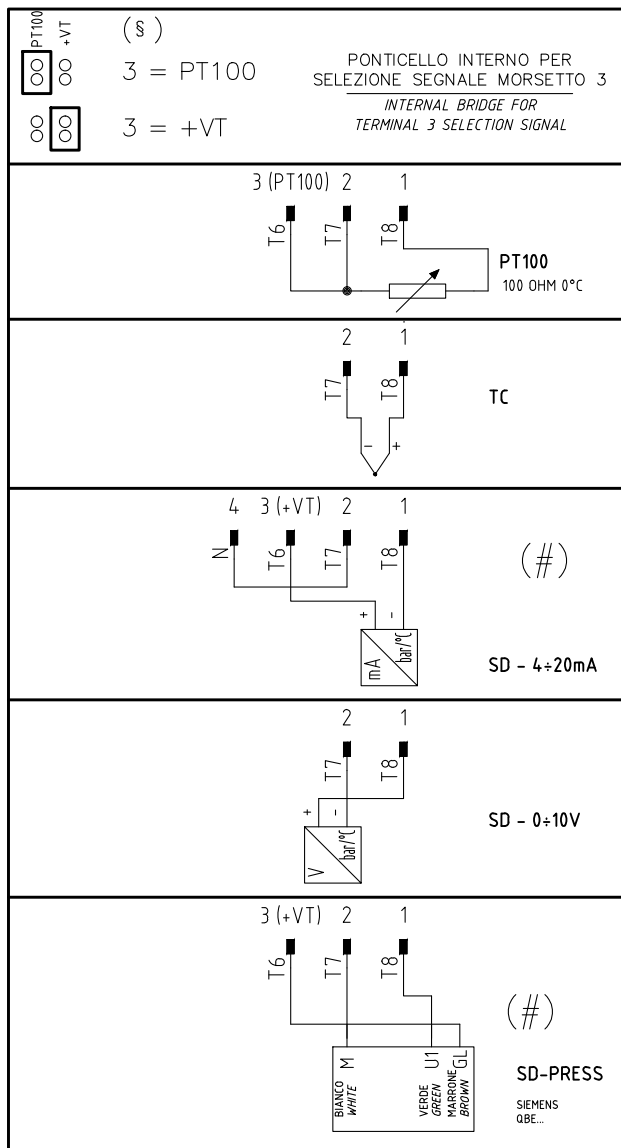 PT100
+VT
(§)
3 = PT100
3 = +VT
PONTICELLO INTERNO PER
SELEZIONE SEGNALE MORSETTO 3
INTERNAL BRIDGE FOR
TERMINAL 3 SELECTION SIGNAL
3 (PT100) 2 1
T6 T7 T8
PT100
100 OHM 0°C
2 1
T7 T8
TC
- +
4 3 (+VT) 2 1
N T6 T7 T8
(#)
+ -
mA bar/°C
SD - 4÷20mA
2 1
T7 T8
+ -
V bar/°C
SD - 0÷10V
3 (+VT) 2 1
T6 T7 T8
(#)
M U1 GL
BIANCO
WHITE
VERDE
GREEN
MARRONE
BROWN
SD-PRESS
SIEMENS
QBE...